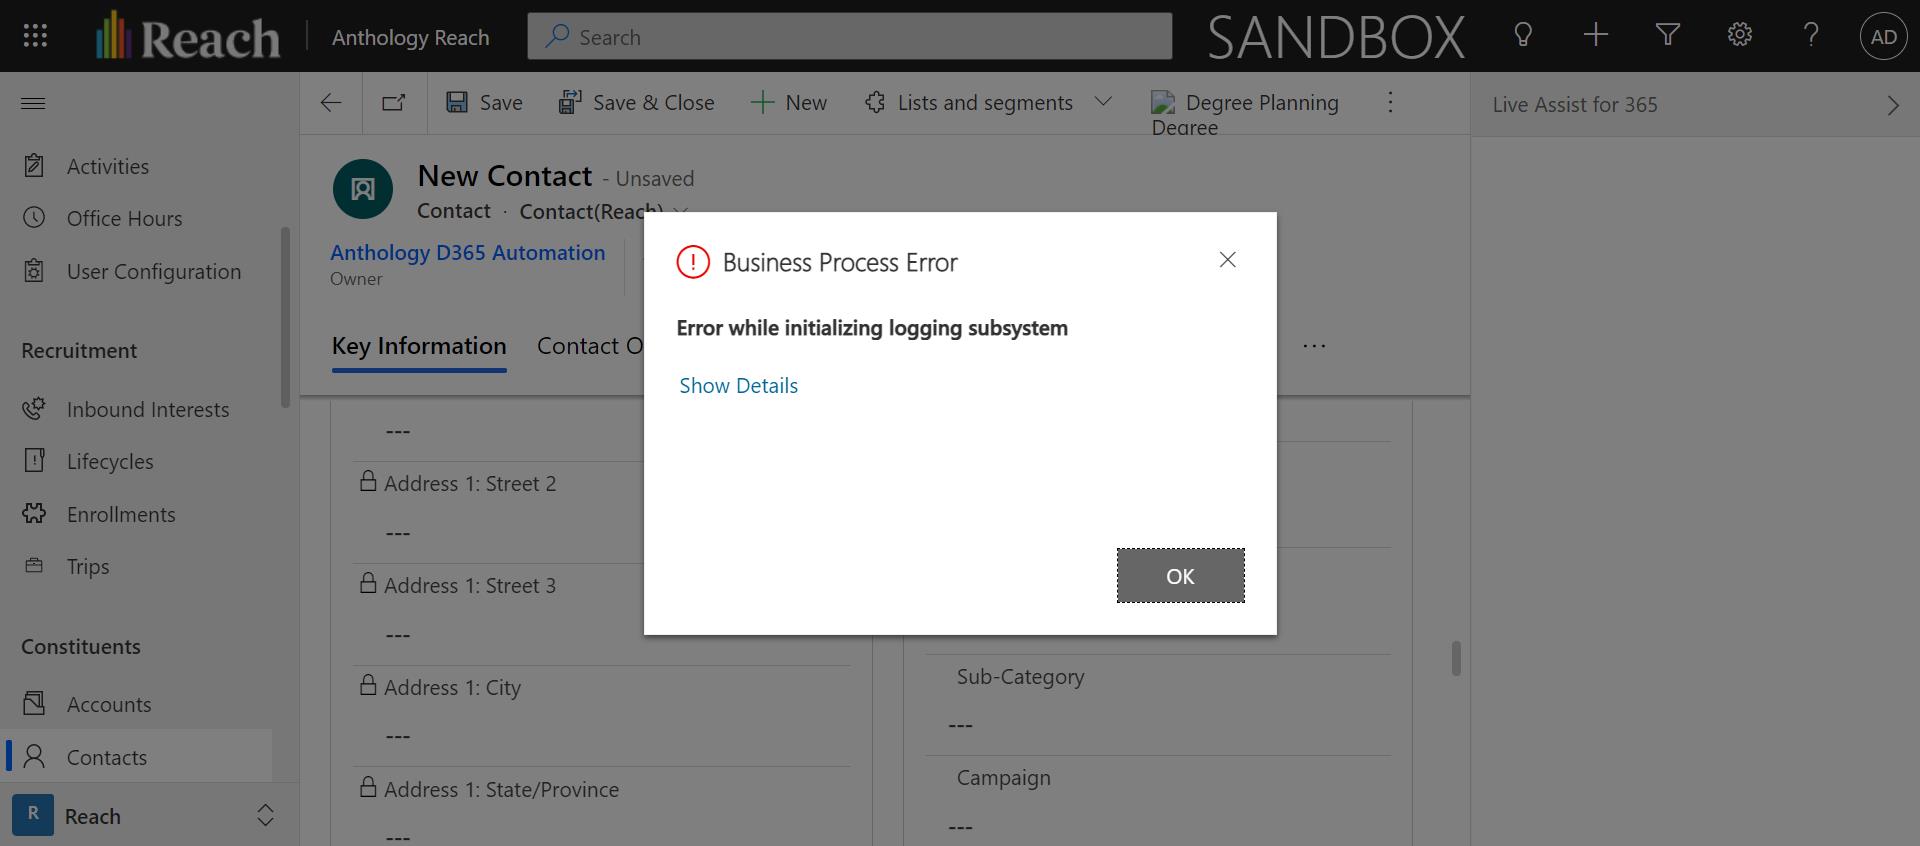 Reach
Anthology Reach
Search
SANDBOX
AD
Save
Save & Close
New
Lists and segments
Degree Planning
Degree
Live Assist for 365
Activities
Office Hours
User Configuration
Recruitment
Inbound Interests
Lifecycles
Enrollments
Trips
Constituents
Accounts
Contacts
R
Reach
New Contact - Unsaved
Contact · Contact(Reach)
Anthology D365 Automation
Owner
Key Information
Contact O
...
---
Address 1: Street 2
---
Address 1: Street 3
---
Address 1: City
---
Address 1: State/Province
---
Sub-Category
---
Campaign
---
Business Process Error
Error while initializing logging subsystem
Show Details
OK